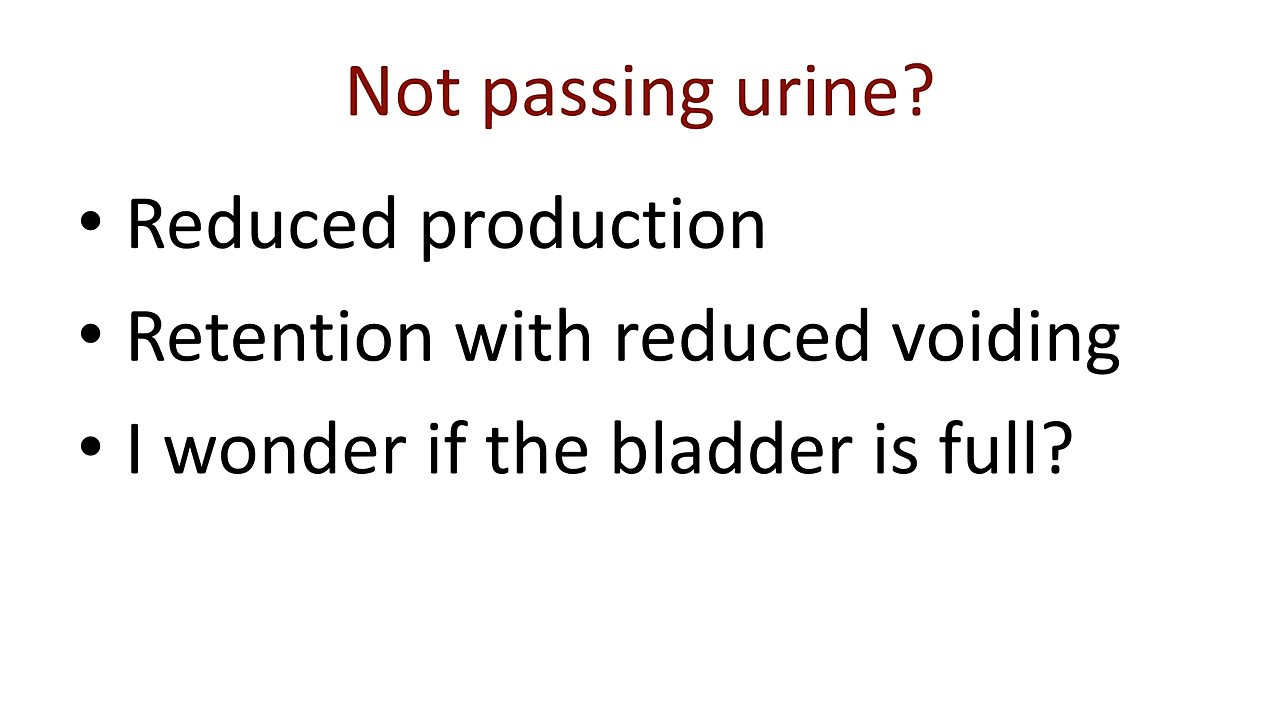 Not passing urine?
• Reduced production
• Retention with reduced voiding
• I wonder if the bladder is full?